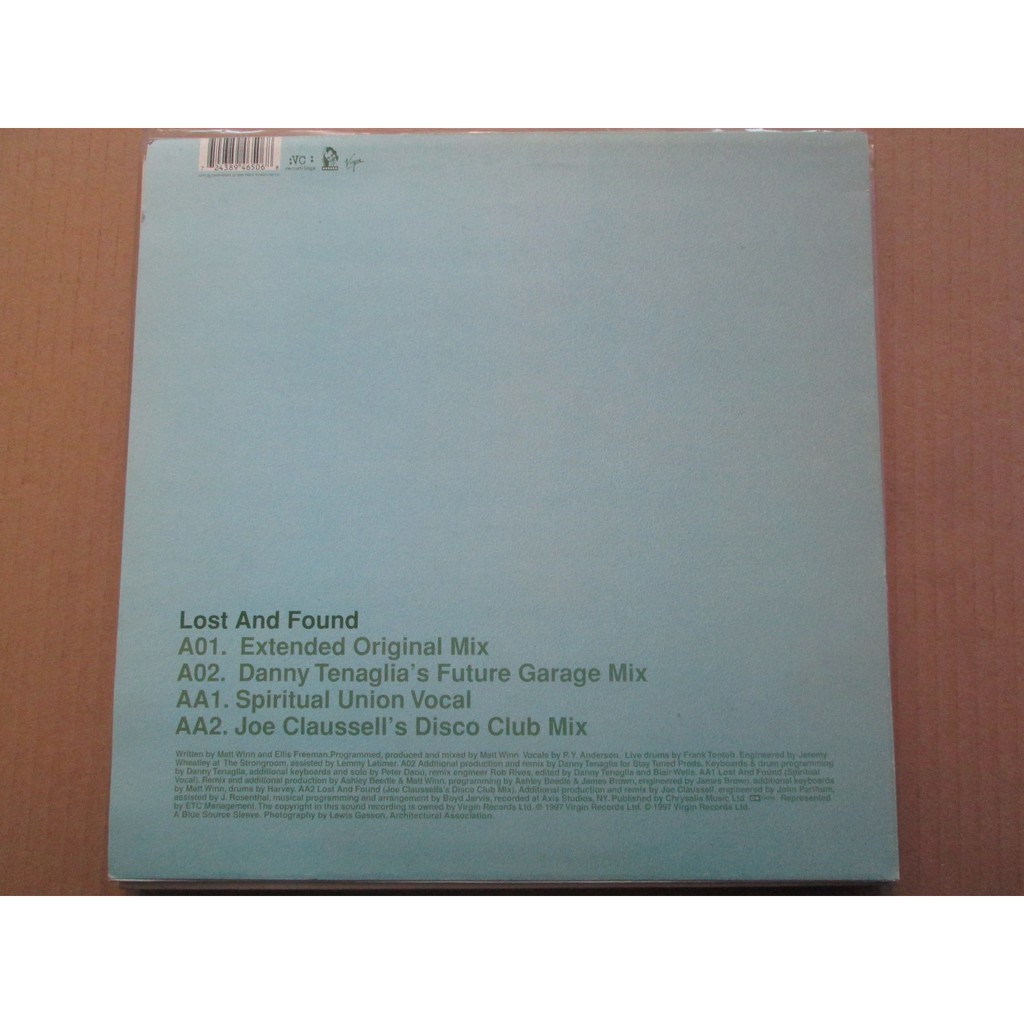 7 24389 46506 8
:VC:
recordings
Virgin
Lost And Found
A01. Extended Original Mix
A02. Danny Tenaglia's Future Garage Mix
AA1. Spiritual Union Vocal
AA2. Joe Claussell's Disco Club Mix
Written by Matt Winn and Ellis Freeman.Programmed, produced and mixed by Matt Winn. Vocals by P.Y. Anderson. Live drums by Frank Tontoh. Engineered by Jeremy
Wheatley at The Strongroom, assisted by Lemmy Latimer. A02 Additional production and remix by Danny Tenaglia for Stay Tuned Prods. Keyboards & drum programming
by Danny Tenaglia, additional keyboards and solo by Peter Daou, remix engineer Rob Rives, edited by Danny Tenaglia and Blair Wells. AA1 Lost And Found (Spiritual
Vocal). Remix and additional production by Ashley Beedle & Matt Winn, programming by Ashley Beedle & James Brown, engineered by James Brown, additional keyboards
by Matt Winn, drums by Harvey. AA2 Lost And Found (Joe Claussell's Disco Club Mix). Additional production and remix by Joe Claussell, engineered by John Parthum,
assisted by J. Rosenthal, musical programming and arrangement by Boyd Jarvis, recorded at Axis Studios, NY. Published by Chrysalis Music Ltd. Represented
by ETC Management. The copyright in this sound recording is owned by Virgin Records Ltd. ℗ 1997 Virgin Records Ltd. © 1997 Virgin Records Ltd.
A Blue Source Sleeve. Photography by Lewis Gasson, Architectural Association.